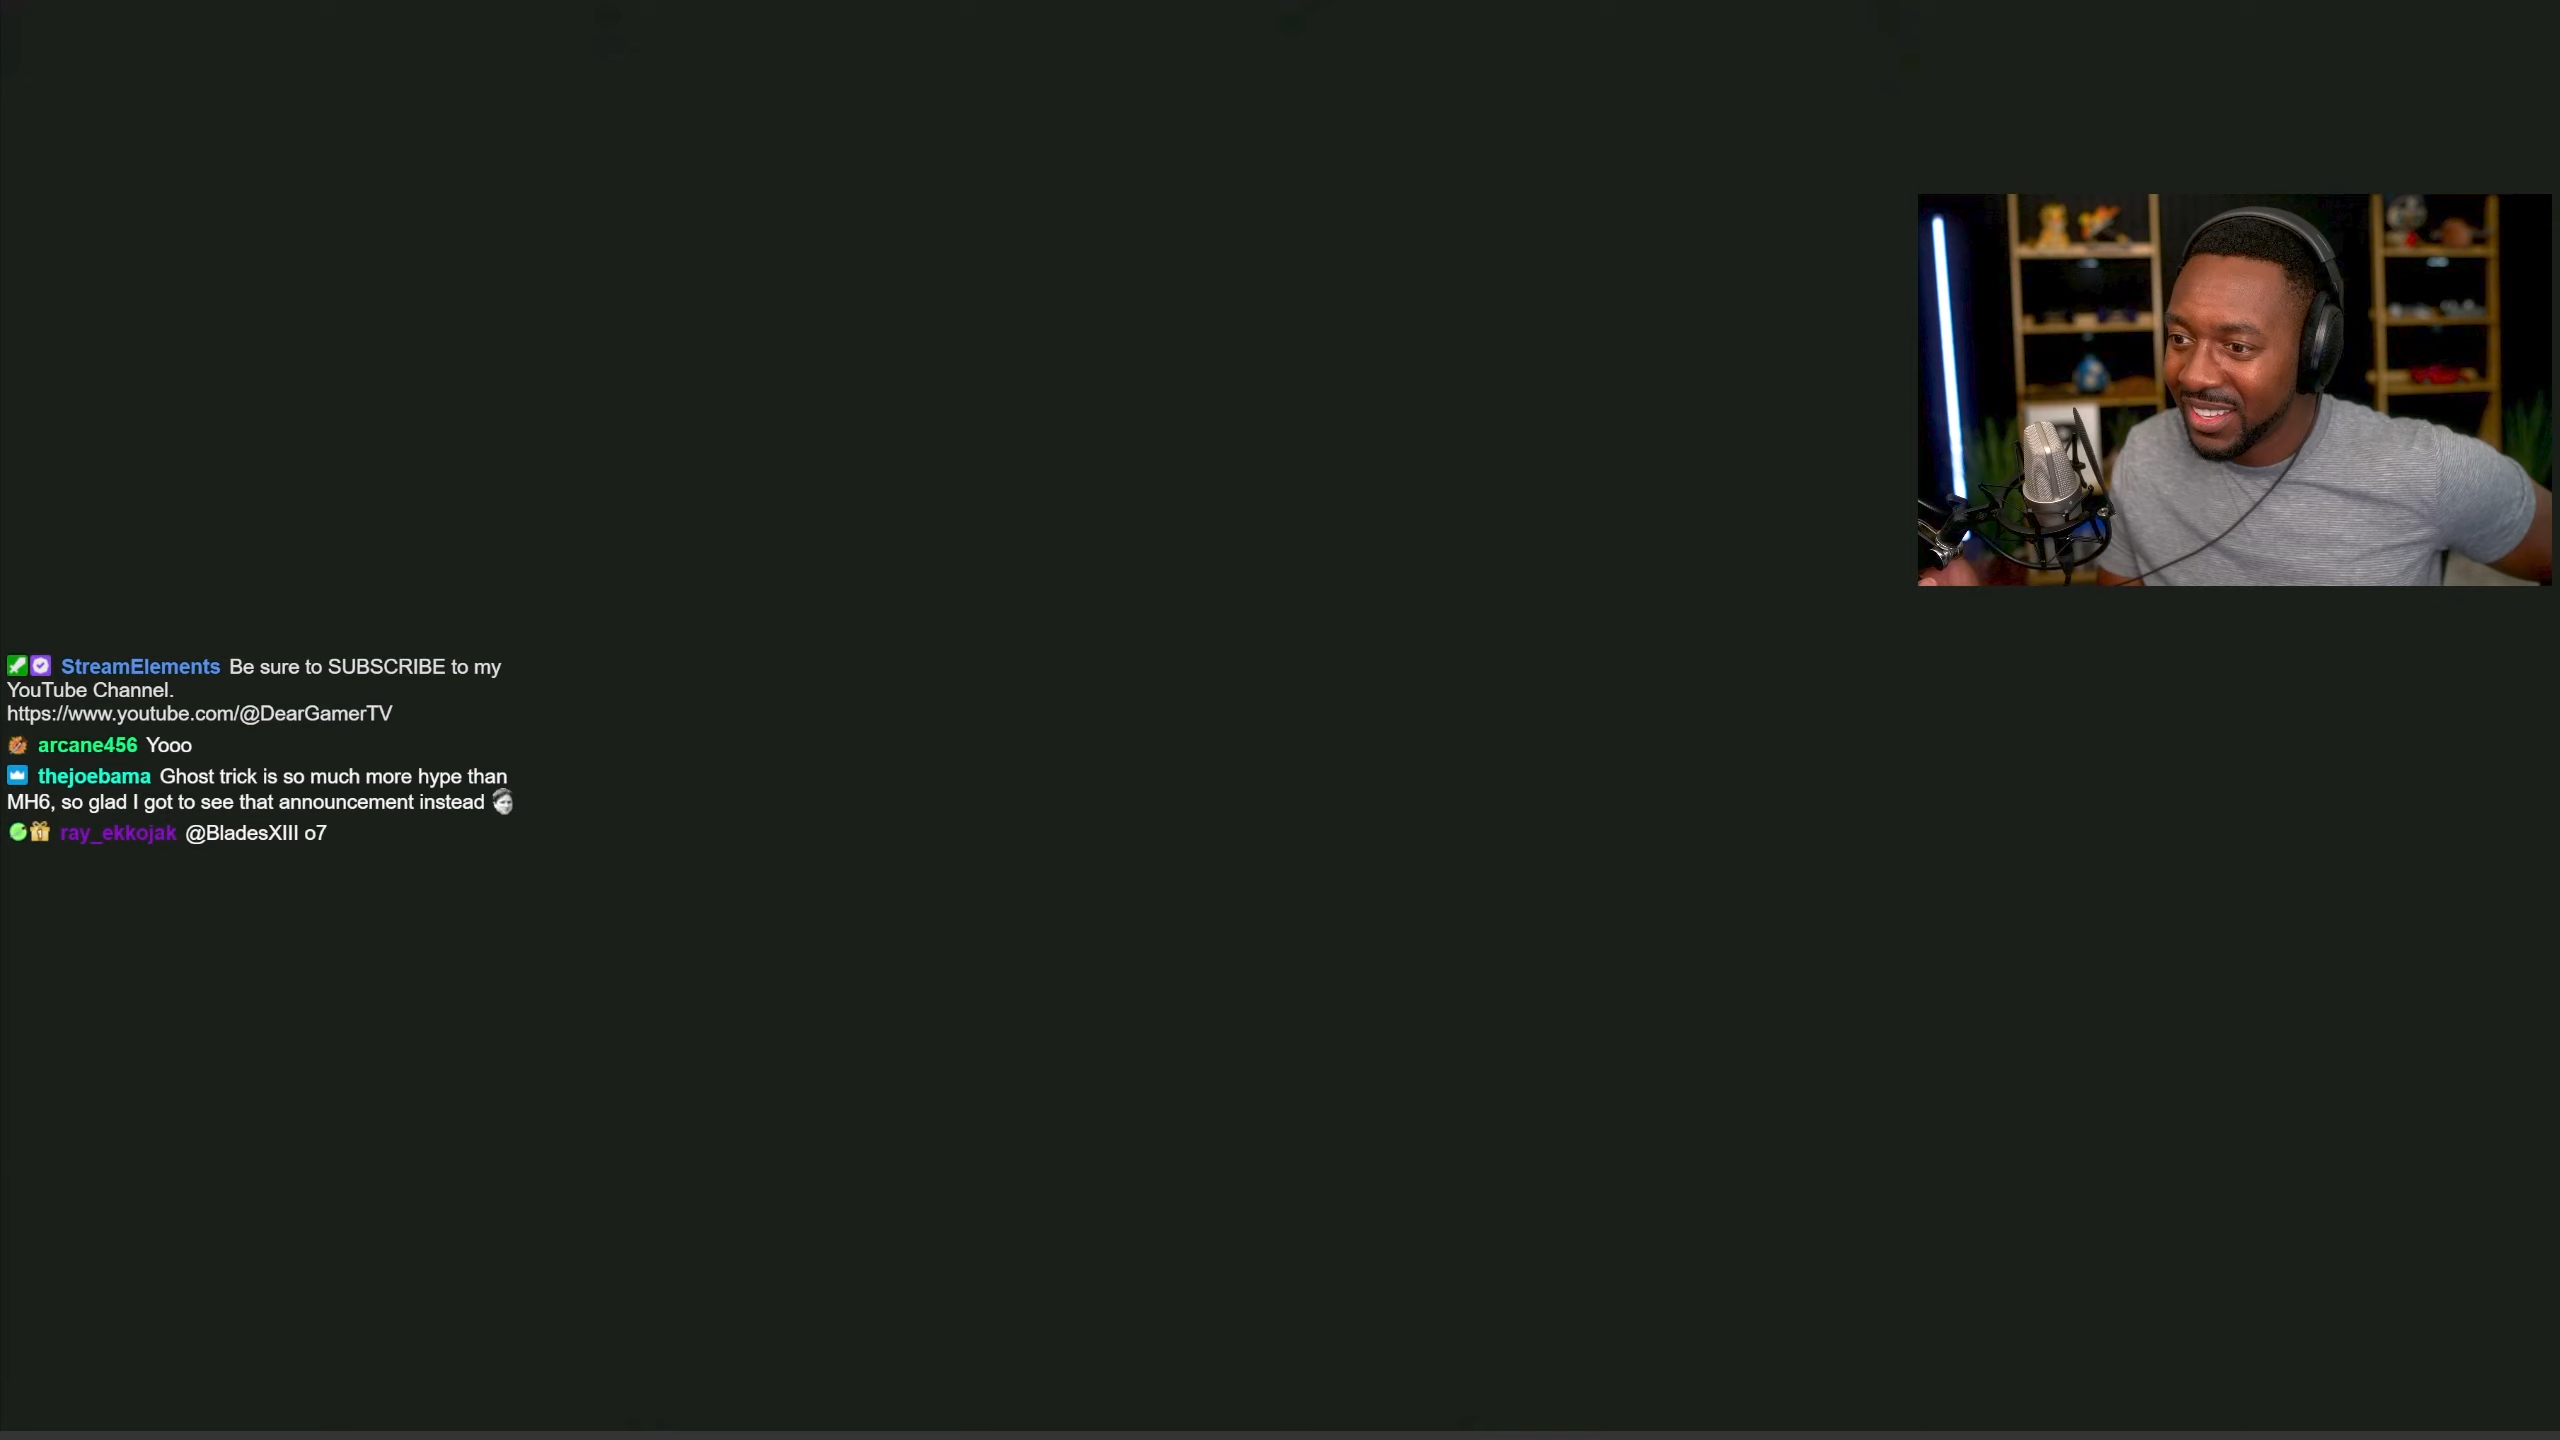 StreamElements Be sure to SUBSCRIBE to my
YouTube Channel.
https://www.youtube.com/@DearGamerTV
arcane456 Yooo
thejoebama Ghost trick is so much more hype than
MH6, so glad I got to see that announcement instead
ray_ekkojak @BladesXIII o7